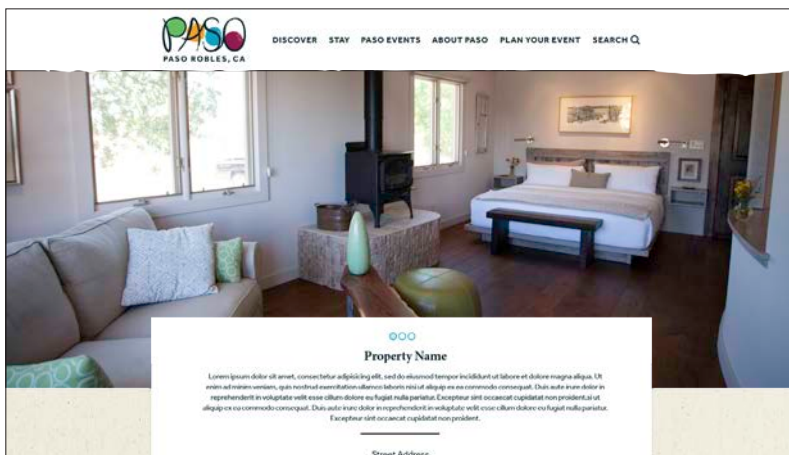 PASO
PASO ROBLES, CA
DISCOVER STAY PASO EVENTS ABOUT PASO PLAN YOUR EVENT SEARCH
Property Name
Lorem ipsum dolor sit amet, consectetur adipisicing elit, sed do eiusmod tempor incididunt ut labore et dolore magna aliqua. Ut
enim ad minim veniam, quis nostrud exercitation ullamco laboris nisi ut aliquip ex ea commodo consequat. Duis aute irure dolor in
reprehenderit in voluptate velit esse cillum dolore eu fugiat nulla pariatur. Excepteur sint occaecat cupidatat non proident,si ut
aliquip ex ea commodo consequat. Duis aute irure dolor in reprehenderit in voluptate velit esse cillum dolore eu fugiat nulla pariatur.
Excepteur sint occaecat cupidatat non proident.
Street Address